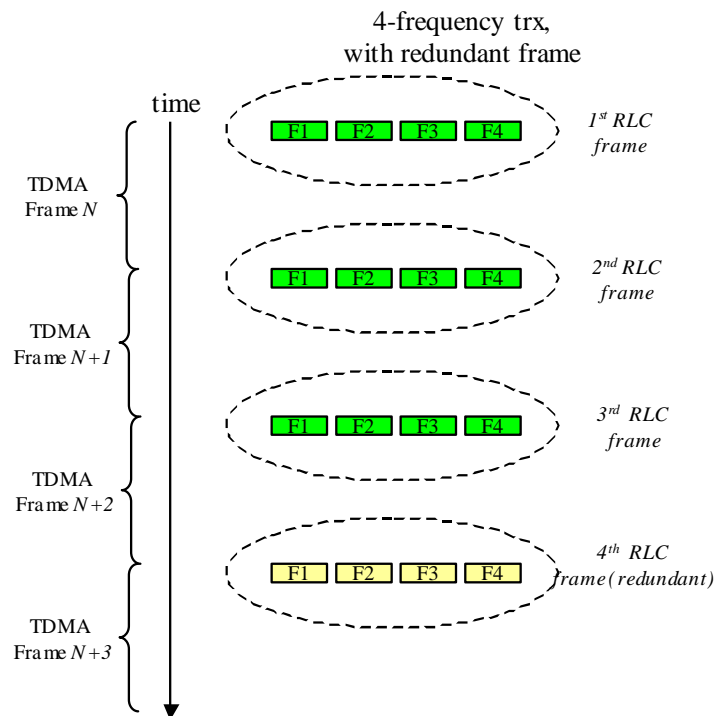 4-frequency trx,
with redundant frame
time
F1 F2 F3 F4
1st RLC
frame
TDMA
Frame N
F1 F2 F3 F4
2nd RLC
frame
TDMA
Frame N+1
F1 F2 F3 F4
3rd RLC
frame
TDMA
Frame N+2
F1 F2 F3 F4
4th RLC
frame (redundant)
TDMA
Frame N+3